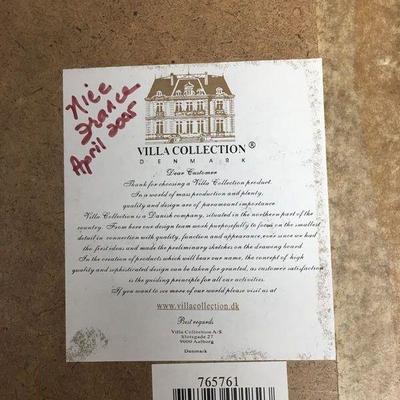 Nice
France
April 2005
VILLA COLLECTION ®
DENMARK
Dear Customer
Thank for choosing a Villa Collection product.
In a world of mass production and plenty,
quality and design are of paramount importance
Villa Collection is a Danish company, situated in the northern part of the
country. From here our design team work purposefully to focus on the smallest
detail in connection with quality, function and appearance, ever since we had
the first ideas and made the preliminary sketches on the drawing board
In the creation of products which will bear our name, the concept of high
quality and sophisticated design can be taken for granted, as customer satisfaction
is the guiding principle for all our activities.
If you want to see more of our world please visit us at
www.villacollection.dk
Best regards
Villa Collection A/S
Slotsgade 27
9000 Aalborg
Denmark
765761